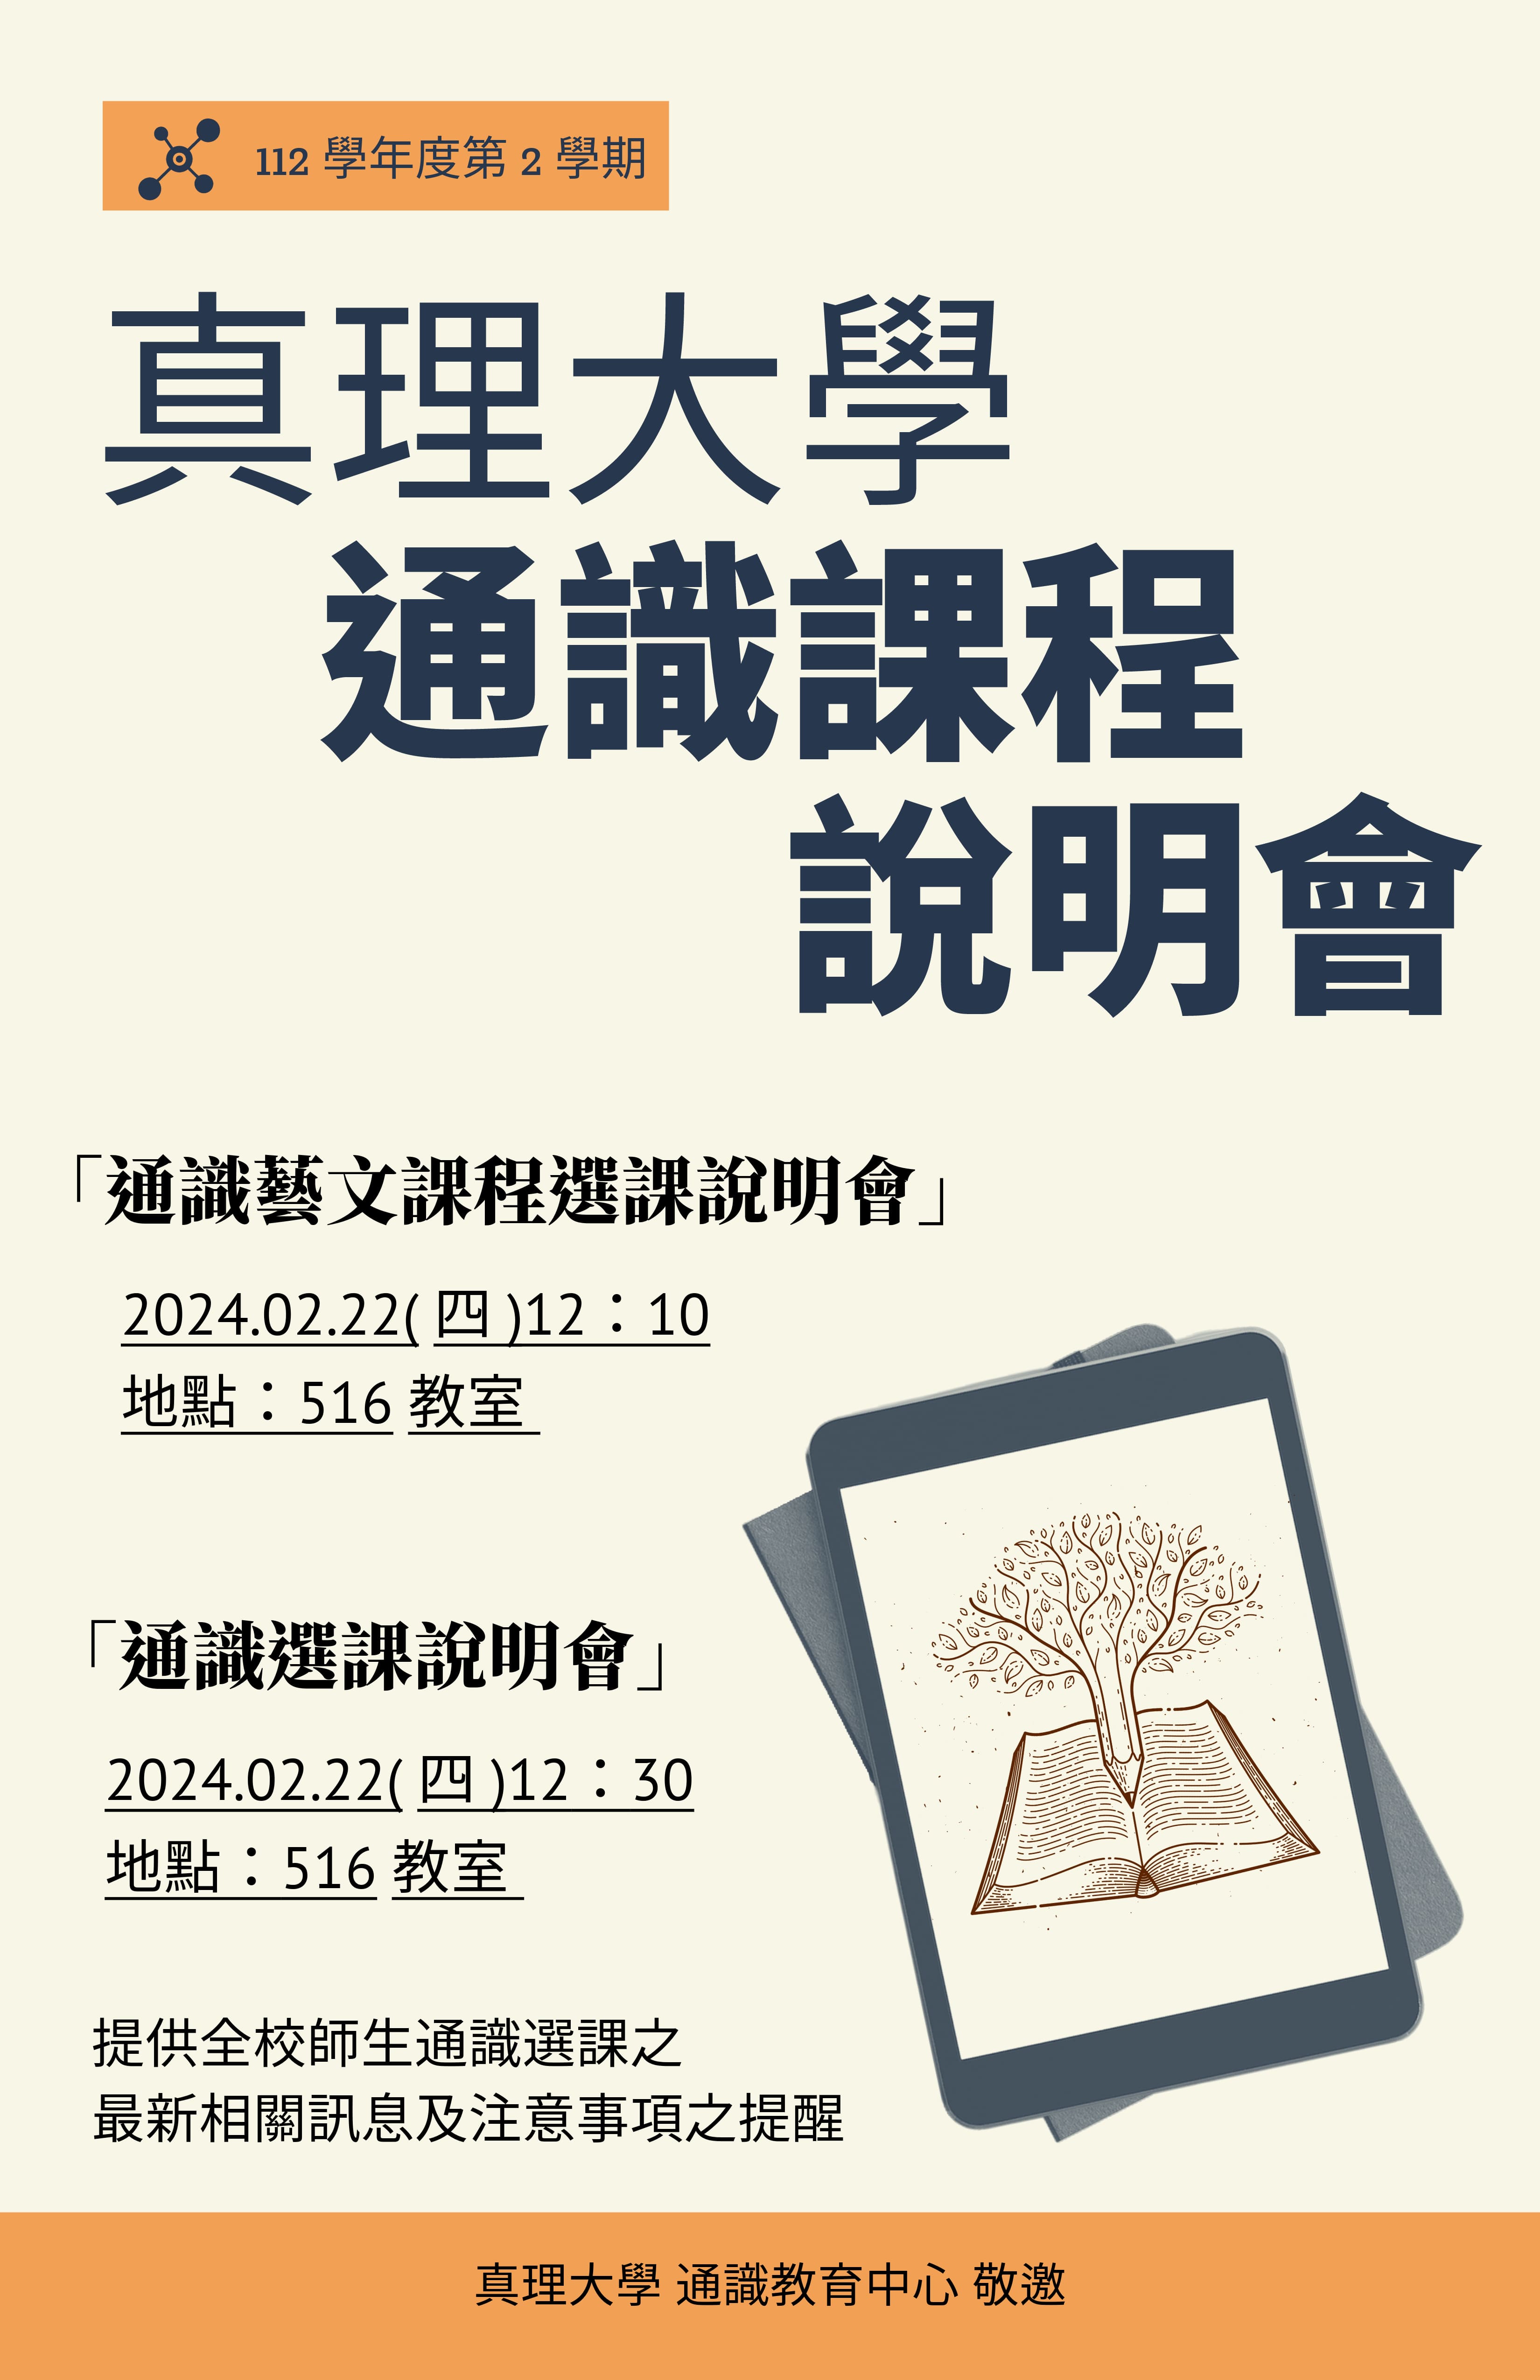 112 學年度第 2 學期
真理大學
通識課程
說明會
「通識藝文課程選課說明會」
2024.02.22( 四 )12：10
地點：516 教室
「通識選課說明會」
2024.02.22( 四 )12：30
地點：516 教室
提供全校師生通識選課之
最新相關訊息及注意事項之提醒
真理大學 通識教育中心 敬邀